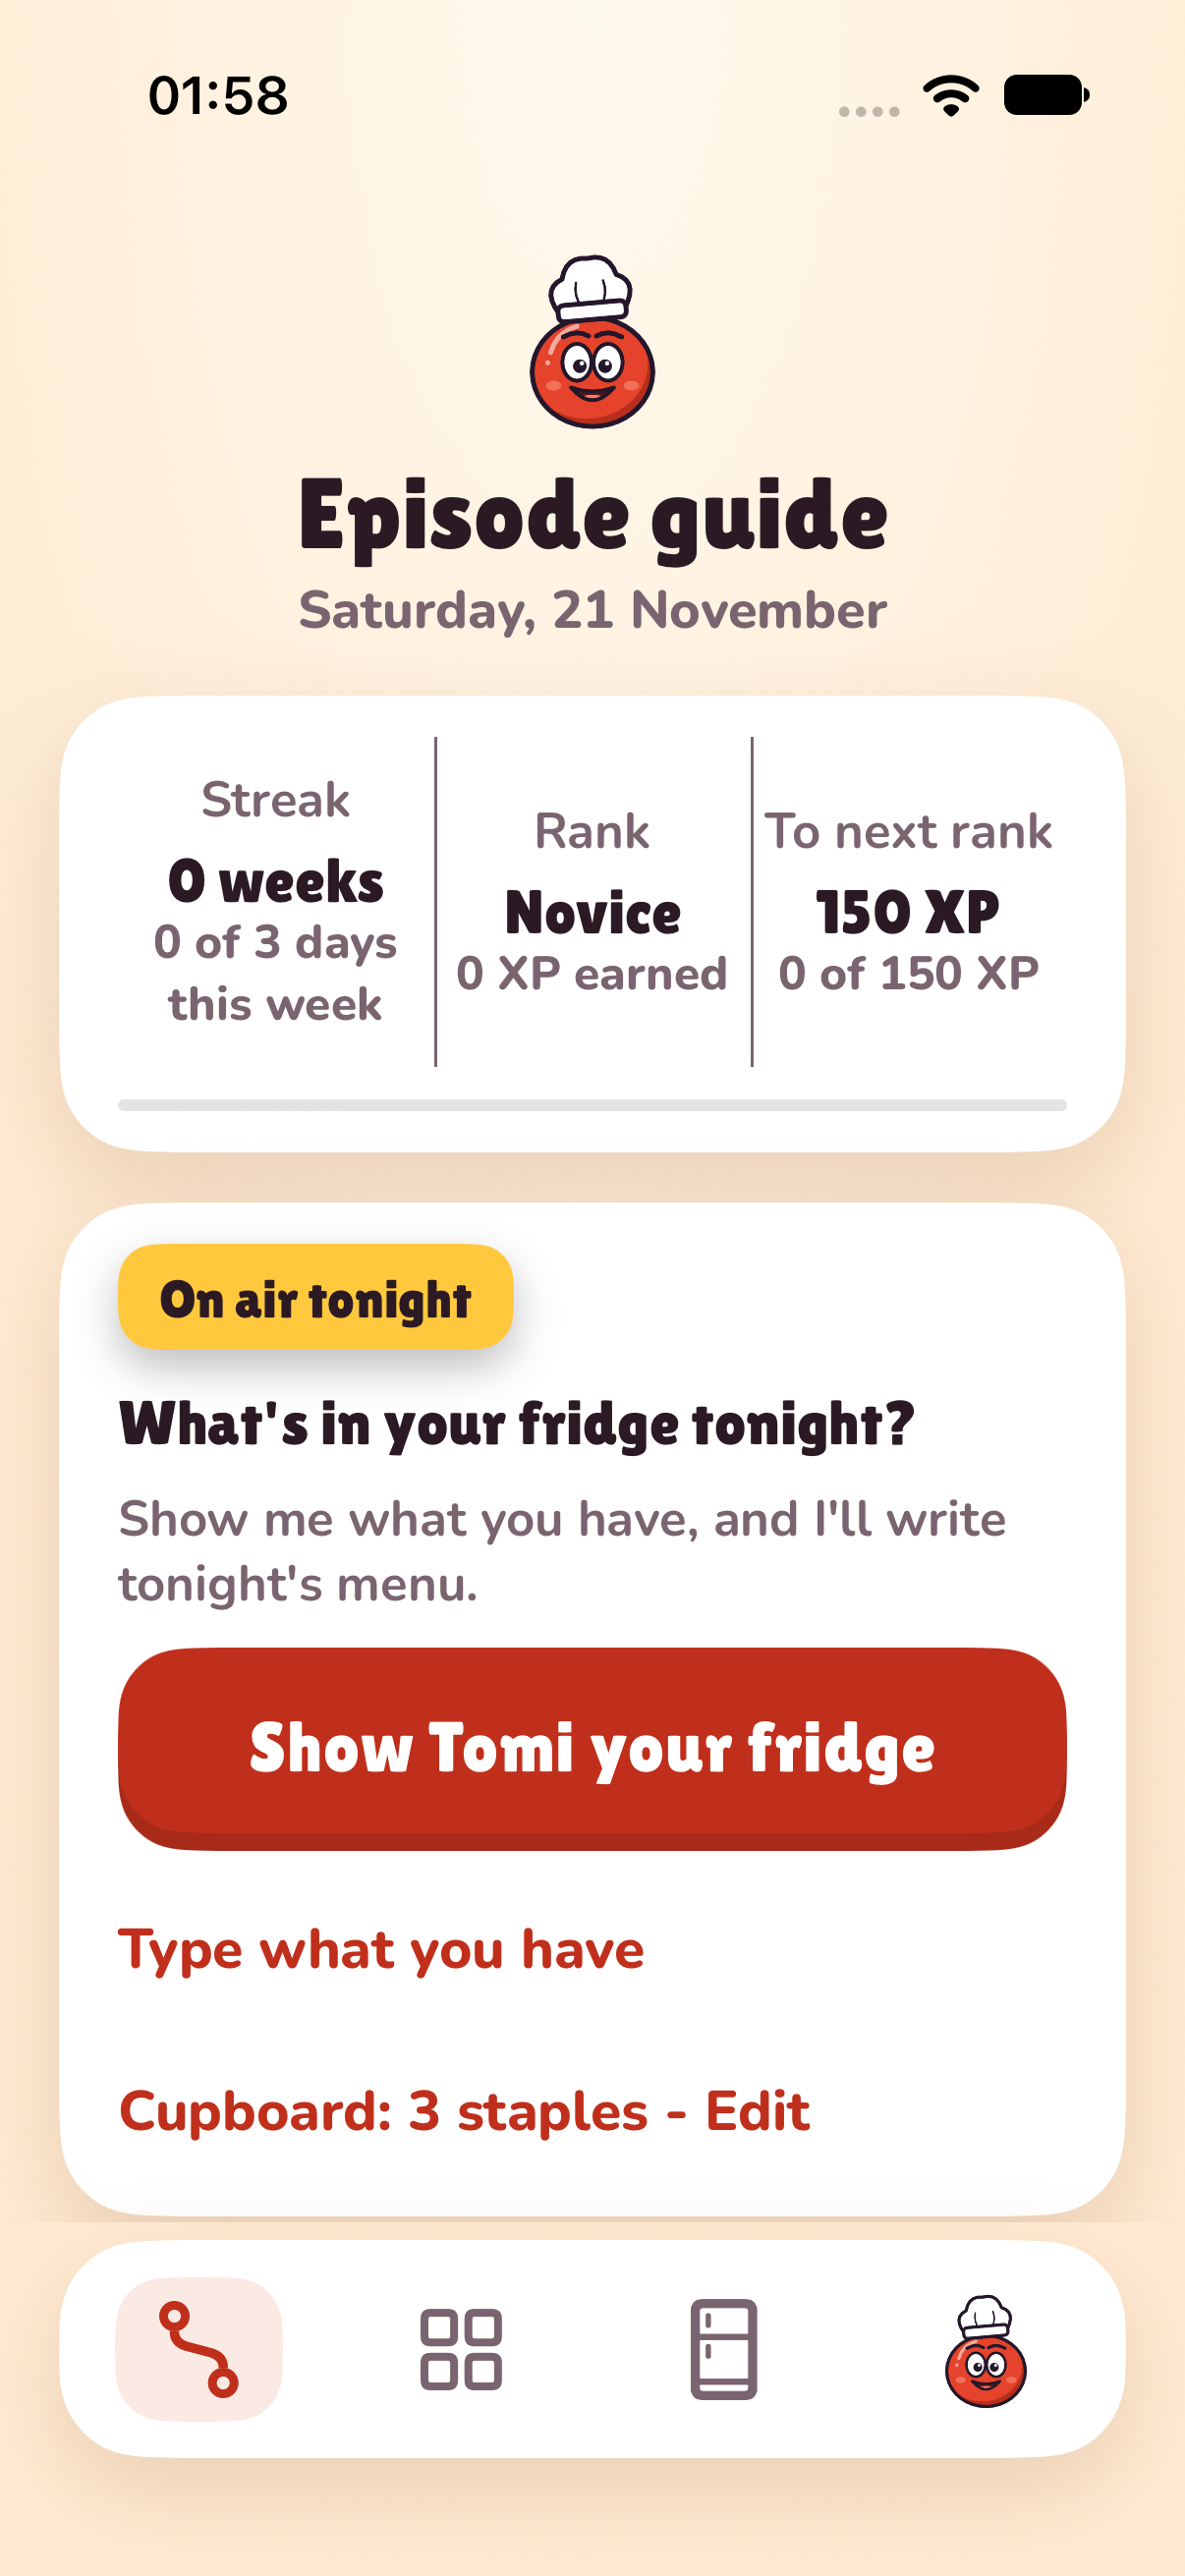 01:58
Episode guide
Saturday, 21 November
Streak
0 weeks
0 of 3 days
this week
Rank
Novice
0 XP earned
To next rank
150 XP
0 of 150 XP
On air tonight
What's in your fridge tonight?
Show me what you have, and I'll write
tonight's menu.
Show Tomi your fridge
Type what you have
Cupboard: 3 staples - Edit